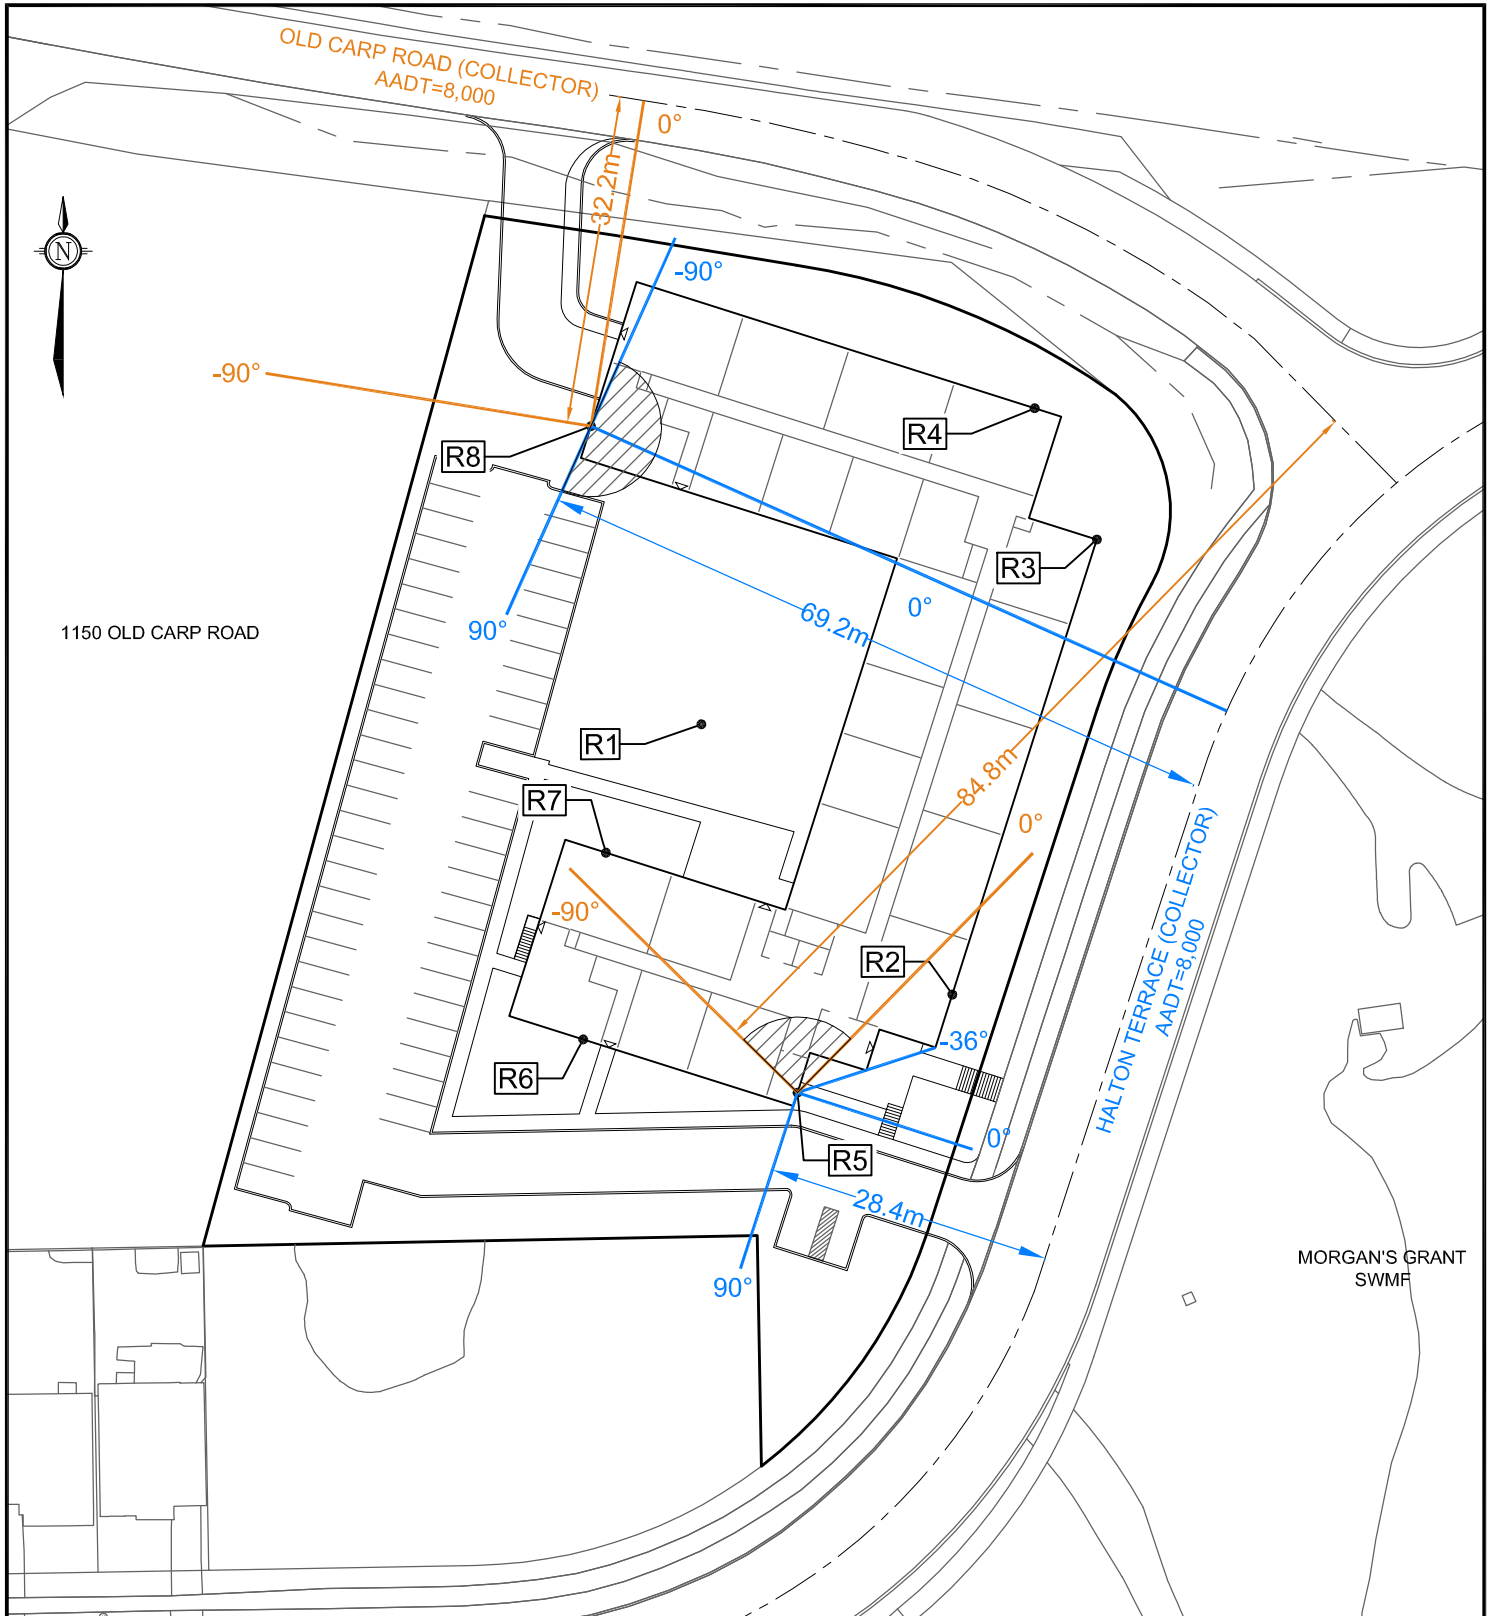 OLD CARP ROAD (COLLECTOR)
AADT=8,000
0°
32.2m
N
-90°
-90°
R8
R4
R3
0°
69.2m
90°
1150 OLD CARP ROAD
R1
84.8m
R7
0°
HALTON TERRACE (COLLECTOR)
AADT=8,000
-90°
R2
-36°
R6
0°
R5
28.4m
90°
MORGAN'S GRANT
SWMF